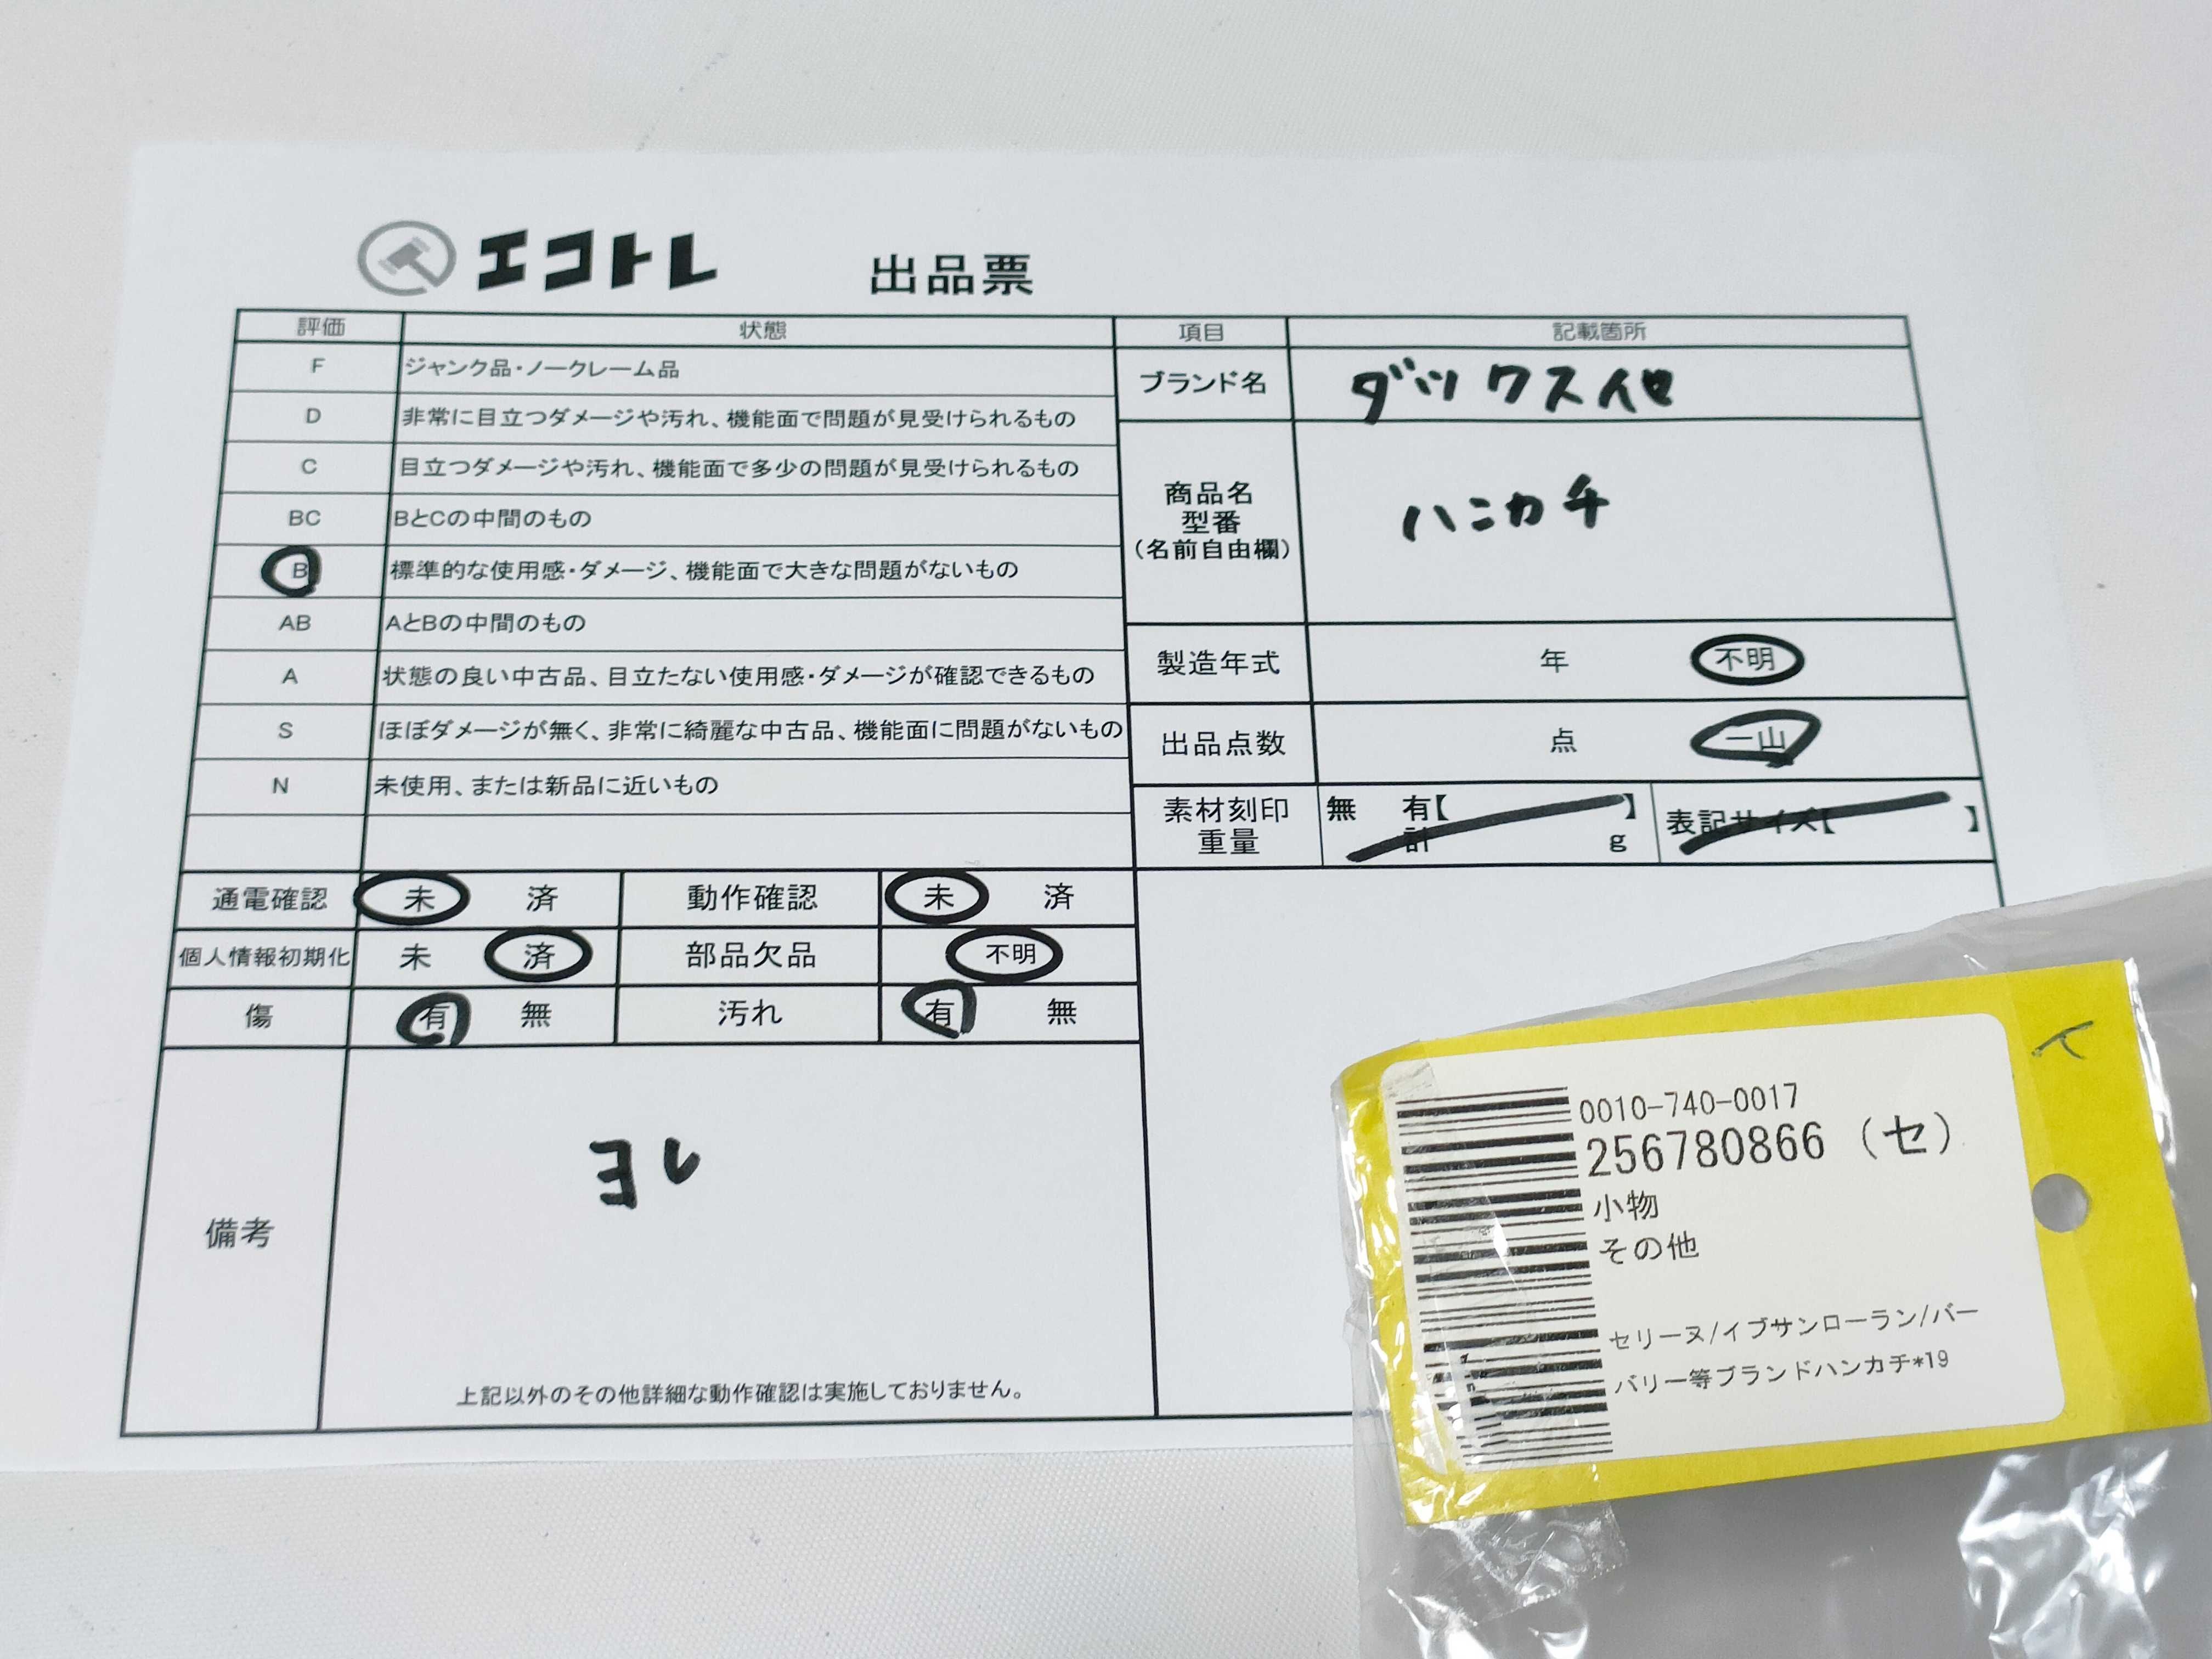 エコトレ 出品票
評価 状態 項目 記載箇所
F ジャンク品・ノークレーム品
D 非常に目立つダメージや汚れ、機能面で問題が見受けられるもの
C 目立つダメージや汚れ、機能面で多少の問題が見受けられるもの
BC BとCの中間のもの
B 標準的な使用感・ダメージ、機能面で大きな問題がないもの
AB AとBの中間のもの
A 状態の良い中古品、目立たない使用感・ダメージが確認できるもの
S ほぼダメージが無く、非常に綺麗な中古品、機能面に問題がないもの
N 未使用、または新品に近いもの
ブランド名 ダックス他
商品名
型番
(名前自由欄)
ハンカチ
製造年式 年 不明
出品点数 点 一山
素材刻印
重量
無 有【 】
計 g
表記サイズ【 】
通電確認 未 済 動作確認 未 済
個人情報初期化 未 済 部品欠品 不明
傷 有 無 汚れ 有 無
備考
ヨレ
上記以外のその他詳細な動作確認は実施しておりません。
0010-740-0017
256780866 (セ)
小物
その他
セリーヌ/イブサンローラン/バー
バリー等ブランドハンカチ*19